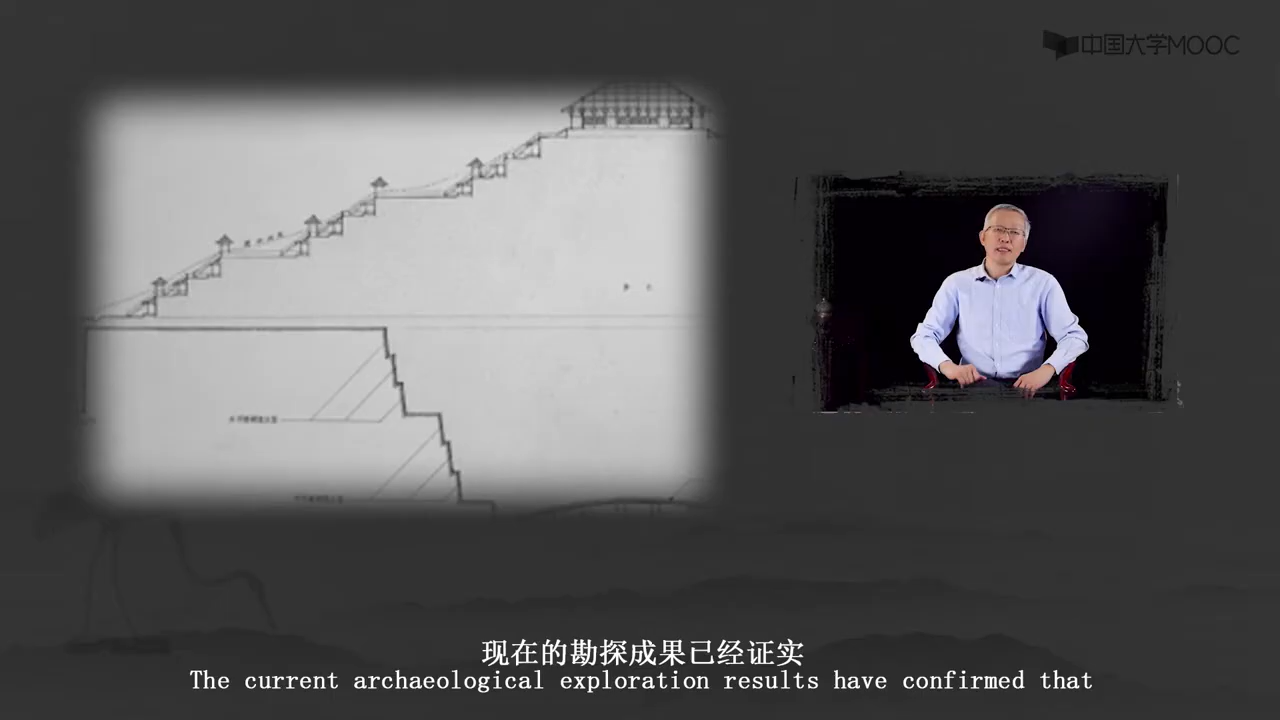 中国大学MOOC
现在的勘探成果已经证实
The current archaeological exploration results have confirmed that